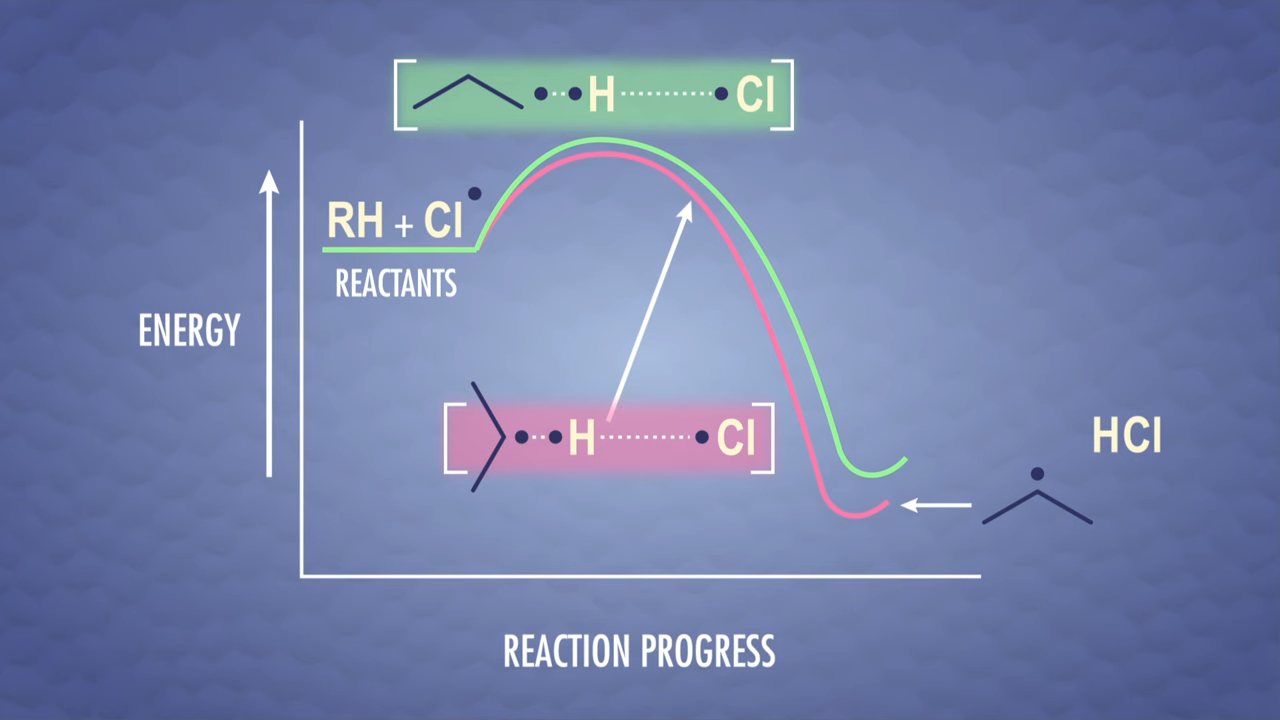 H Cl
RH + Cl
REACTANTS
ENERGY
H Cl
HCl
REACTION PROGRESS